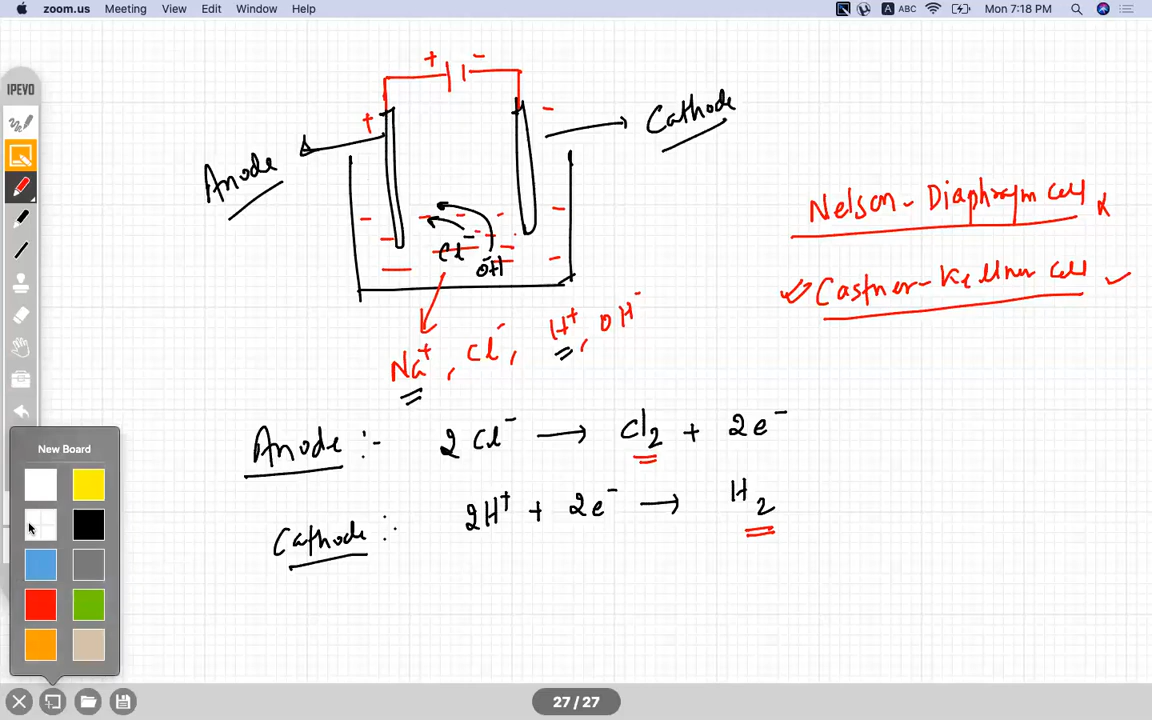 zoom.us Meeting View Edit Window Help
A ABC Mon 7:18 PM
IPEVO
+ -
+ -
Anode
Cathode
Cl⁻
OH⁻
Na⁺, Cl⁻, H⁺, OH⁻
Nelson - Diaphragm cell
Castner - Kellner cell
Anode :- 2Cl⁻ → Cl₂ + 2e⁻
Cathode : 2H⁺ + 2e⁻ → H₂
New Board
27 / 27